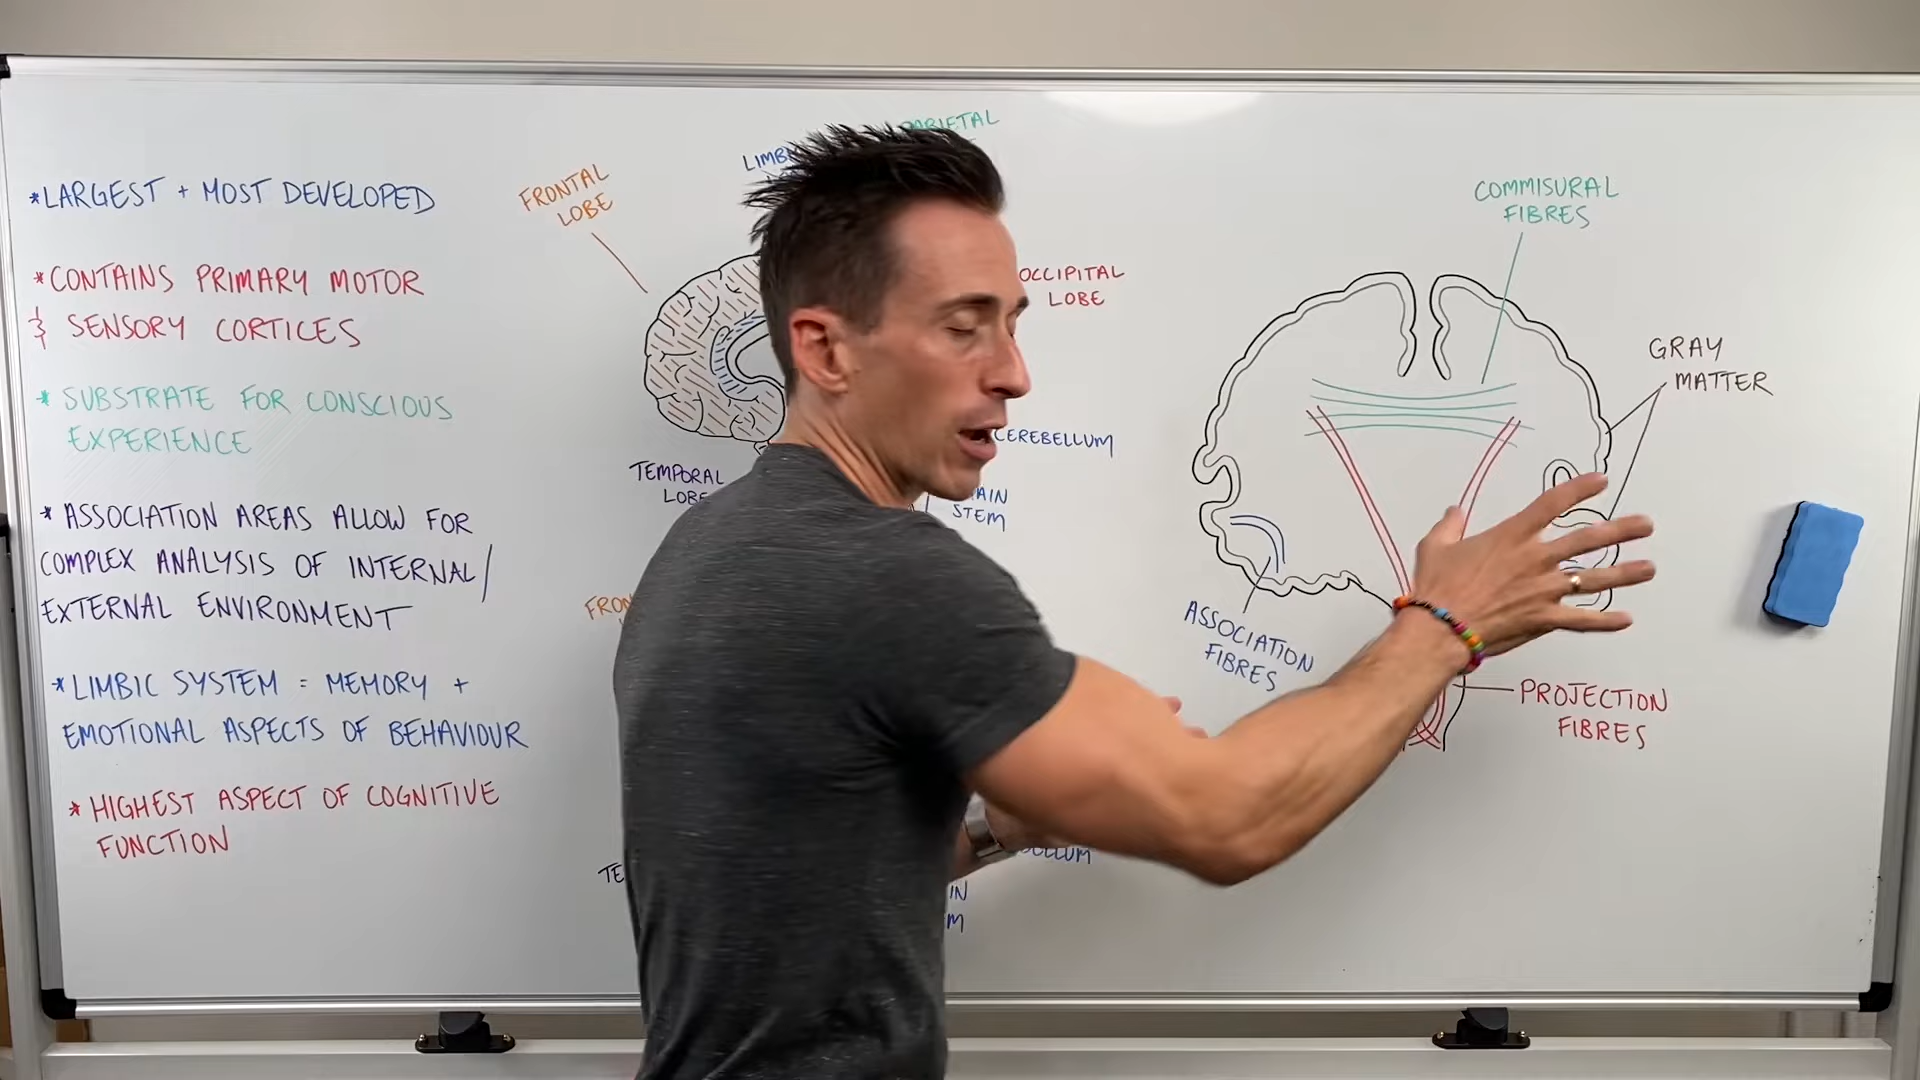 *LARGEST + MOST DEVELOPED
*CONTAINS PRIMARY MOTOR
& SENSORY CORTICES
* SUBSTRATE FOR CONSCIOUS
EXPERIENCE
* ASSOCIATION AREAS ALLOW FOR
COMPLEX ANALYSIS OF INTERNAL/
EXTERNAL ENVIRONMENT
*LIMBIC SYSTEM = MEMORY +
EMOTIONAL ASPECTS OF BEHAVIOUR
* HIGHEST ASPECT OF COGNITIVE
FUNCTION
FRONTAL
LOBE
PARIETAL
OCCIPITAL
LOBE
CEREBELLUM
TEMPORAL
LOBE
STEM
COMMISURAL
FIBRES
GRAY
MATTER
ASSOCIATION
FIBRES
PROJECTION
FIBRES